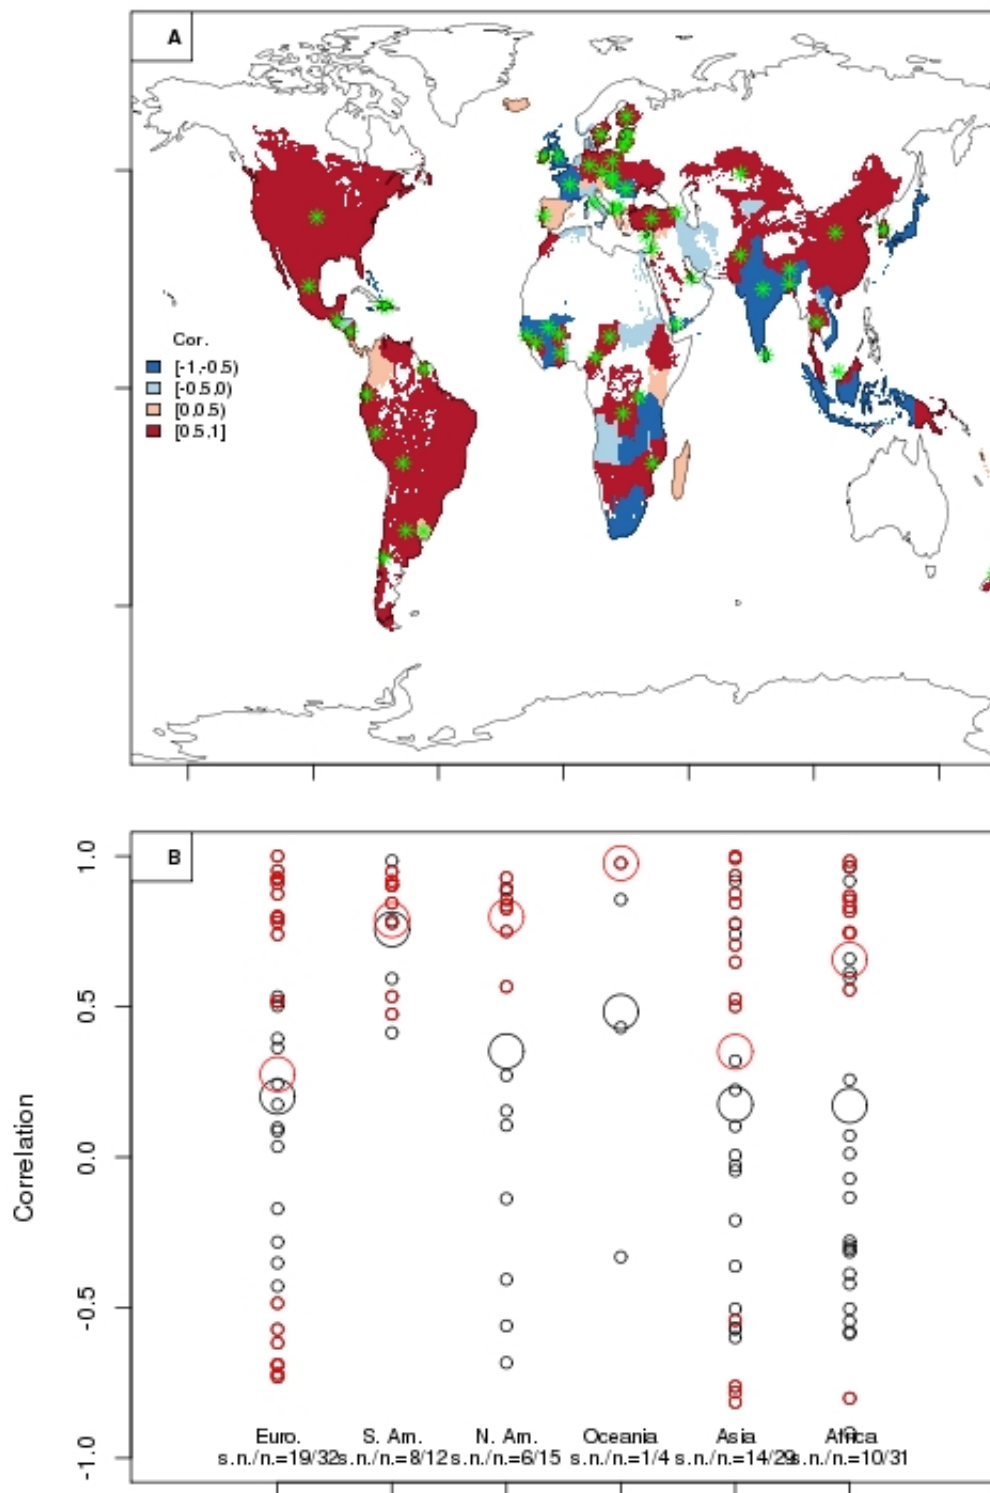 A
Cor.
[-1,-0.5)
[-0.5,0)
[0,0.5)
[0.5,1]
B
1.0
0.5
0.0
-0.5
-1.0
Correlation
Euro. S. Am. N. Am. Oceania Asia Africa
s.n./n.=19/32 s.n./n.=8/12 s.n./n.=6/15 s.n./n.=1/4 s.n./n.=14/29 s.n./n.=10/31